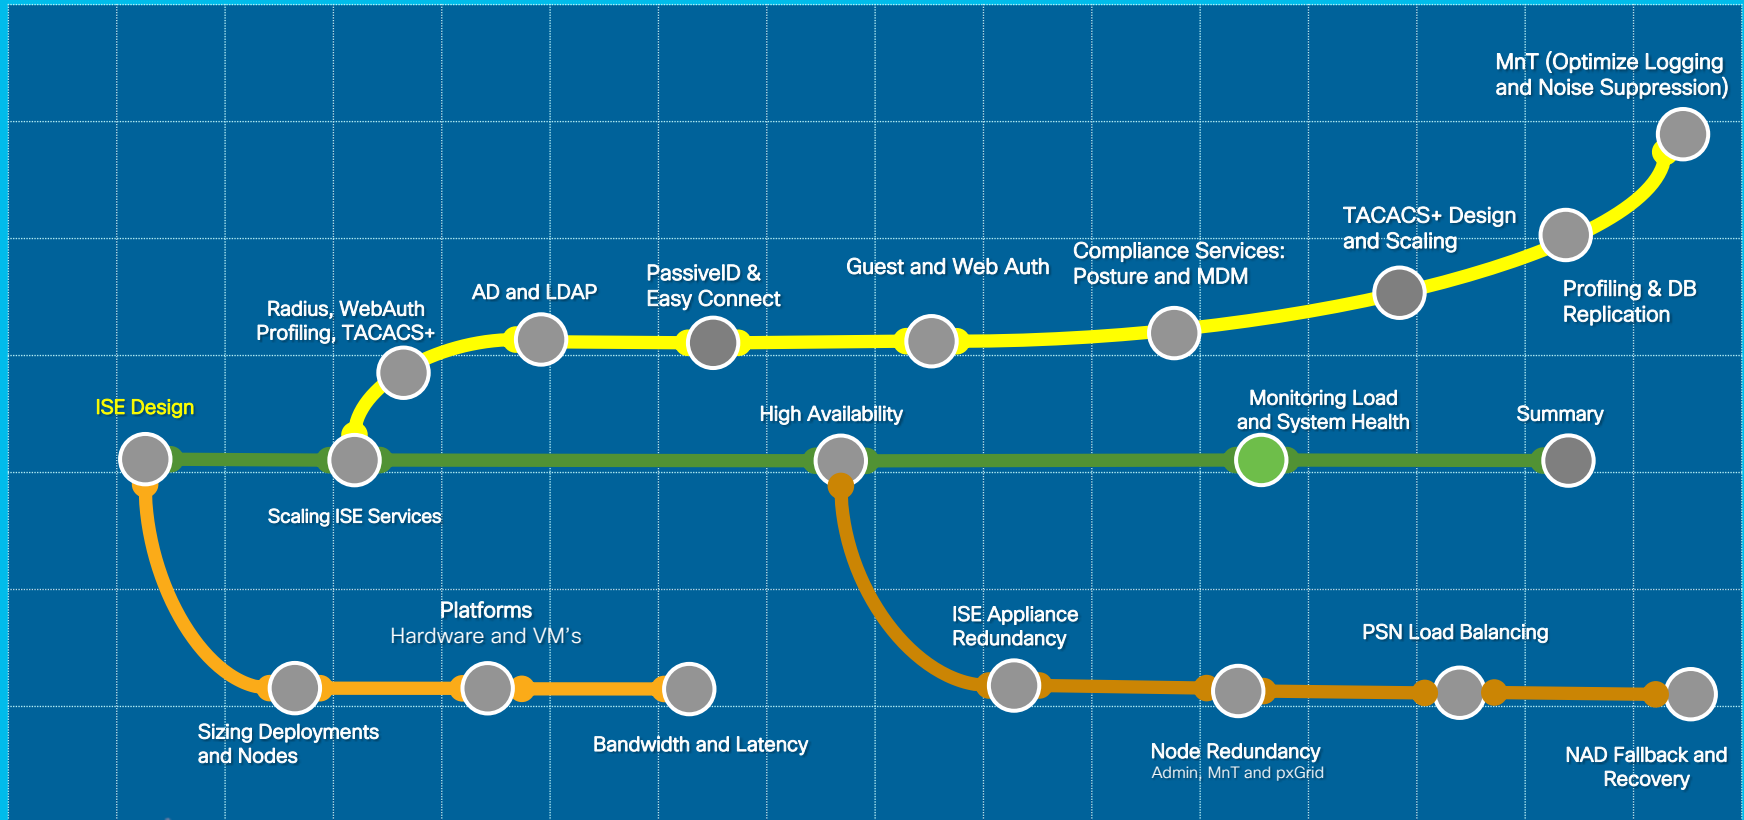 MnT (Optimize Logging
and Noise Suppression)
TACACS+ Design
and Scaling
Compliance Services:
Posture and MDM
Guest and Web Auth
PassiveID &
Easy Connect
AD and LDAP
Radius, WebAuth
Profiling, TACACS+
Profiling & DB
Replication
ISE Design
High Availability
Monitoring Load
and System Health
Summary
Scaling ISE Services
Platforms
Hardware and VM's
ISE Appliance
Redundancy
PSN Load Balancing
Sizing Deployments
and Nodes
Bandwidth and Latency
Node Redundancy
Admin, MnT and pxGrid
NAD Fallback and
Recovery